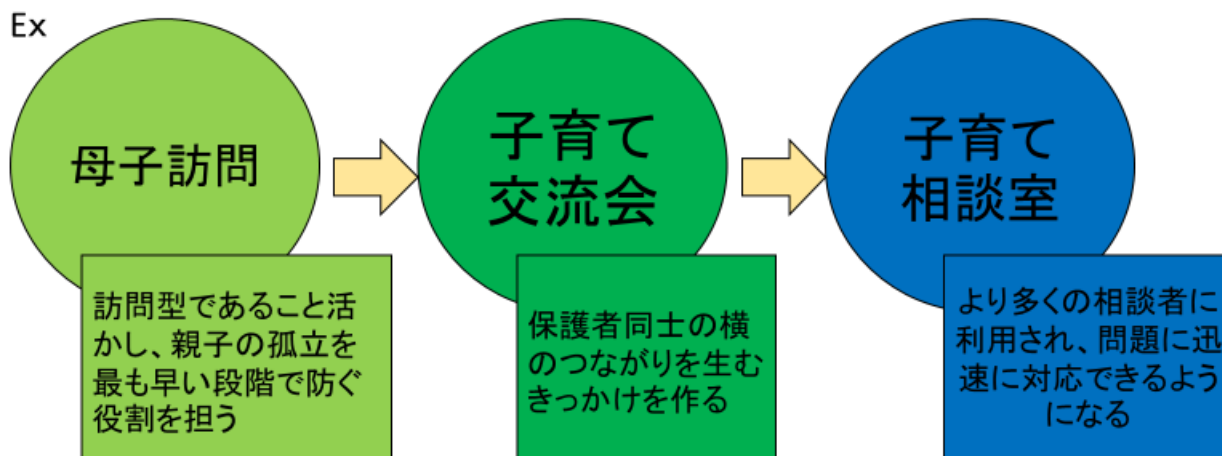 Ex
母子訪問
訪問型であること活
かし、親子の孤立を
最も早い段階で防ぐ
役割を担う
子育て
交流会
保護者同士の横
のつながりを生む
きっかけを作る
子育て
相談室
より多くの相談者に
利用され、問題に迅
速に対応できるよう
になる